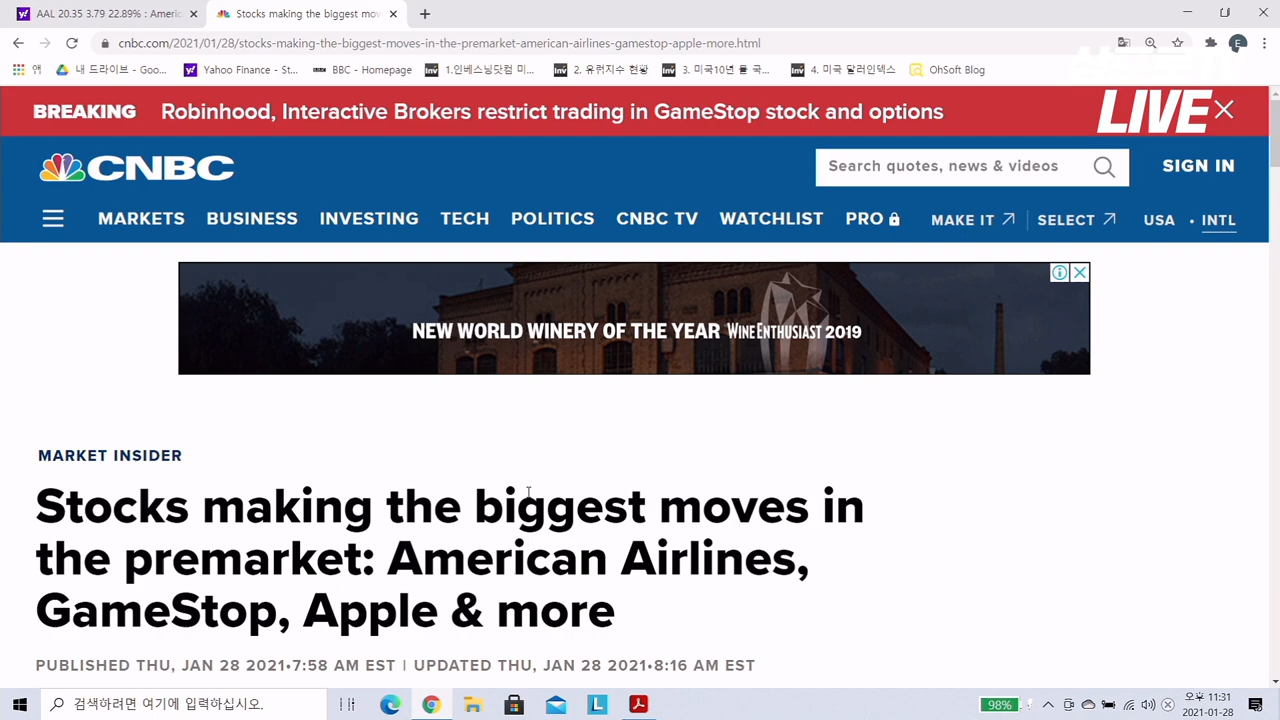 AAL 20.35 3.79 22.89% : Americ
Stocks making the biggest mov
cnbc.com/2021/01/28/stocks-making-the-biggest-moves-in-the-premarket-american-airlines-gamestop-apple-more.html
앱 내 드라이브 - Goo... Yahoo Finance - St... BBC - Homepage 1.인베스닝닷컴 미... 2. 유럽지수 현황 3. 미국10년 물 국... 4. 미국 달러인덱스 OhSoft Blog
BREAKING Robinhood, Interactive Brokers restrict trading in GameStop stock and options
LIVE
CNBC
Search quotes, news & videos
SIGN IN
MARKETS BUSINESS INVESTING TECH POLITICS CNBC TV WATCHLIST PRO MAKE IT SELECT USA • INTL
NEW WORLD WINERY OF THE YEAR WINE ENTHUSIAST 2019
MARKET INSIDER
Stocks making the biggest moves in
the premarket: American Airlines,
GameStop, Apple & more
PUBLISHED THU, JAN 28 2021•7:58 AM EST | UPDATED THU, JAN 28 2021•8:16 AM EST
검색하려면 여기에 입력하십시오.
98%
오후 11:31
2021-01-28